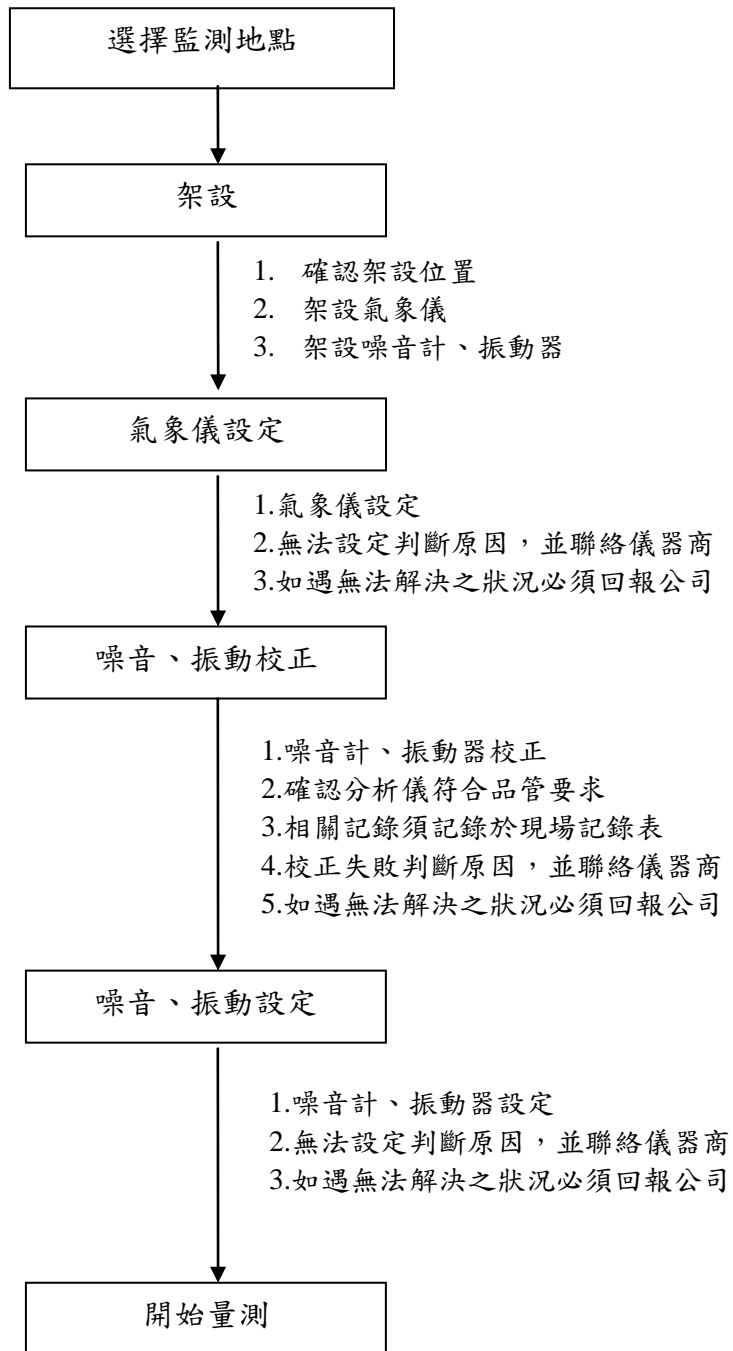 選擇監測地點
架設
1. 確認架設位置
2. 架設氣象儀
3. 架設噪音計、振動器
氣象儀設定
1.氣象儀設定
2.無法設定判斷原因，並聯絡儀器商
3.如遇無法解決之狀況必須回報公司
噪音、振動校正
1.噪音計、振動器校正
2.確認分析儀符合品管要求
3.相關記錄須記錄於現場記錄表
4.校正失敗判斷原因，並聯絡儀器商
5.如遇無法解決之狀況必須回報公司
噪音、振動設定
1.噪音計、振動器設定
2.無法設定判斷原因，並聯絡儀器商
3.如遇無法解決之狀況必須回報公司
開始量測